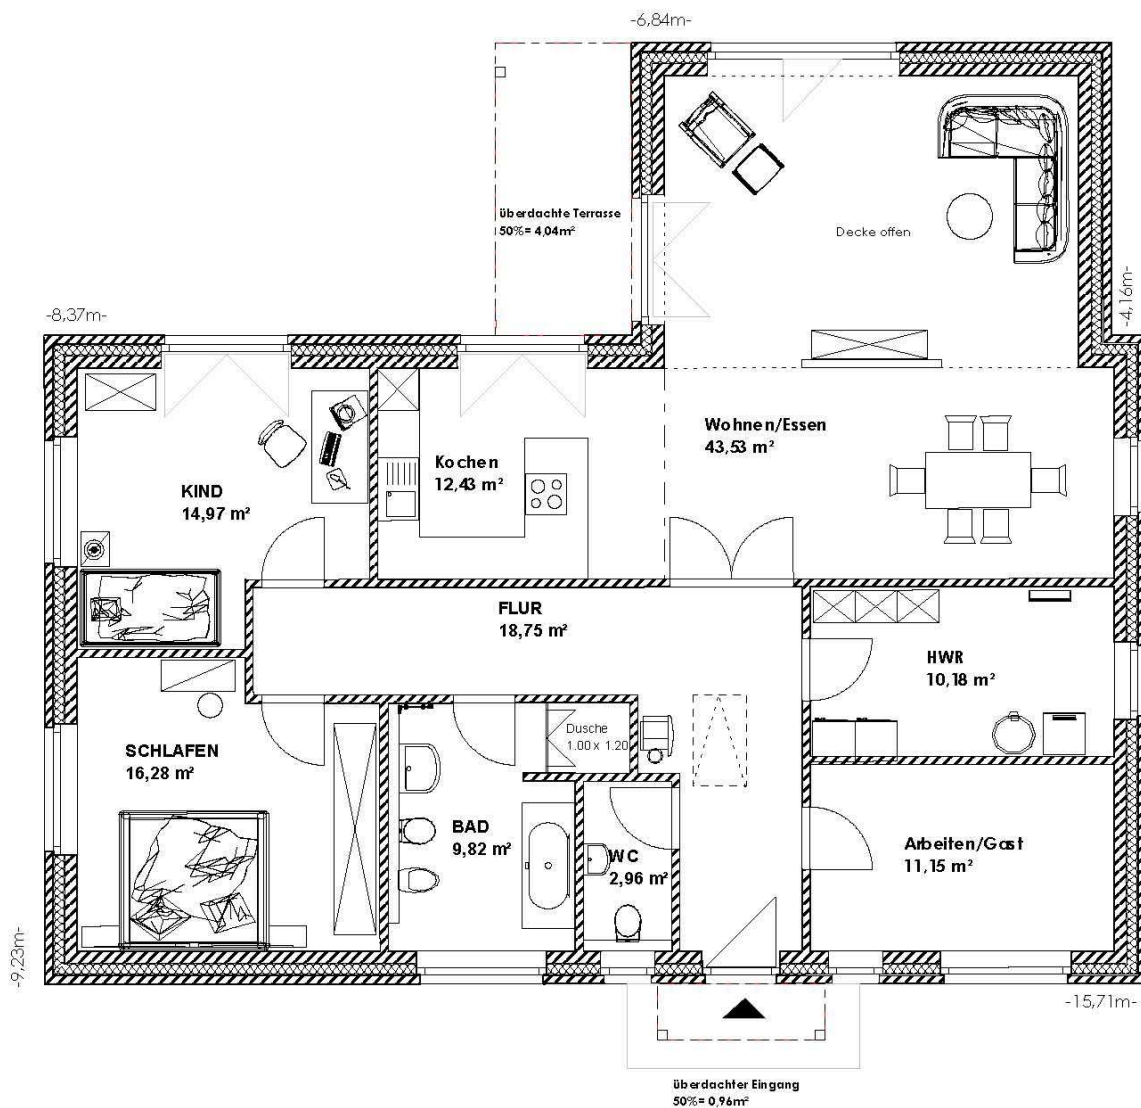 -6,84m-
überdachte Terrasse
50%= 4,04m²
Decke offen
-4,16m-
-8,37m-
Wohnen/Essen
43,53 m²
Kochen
12,43 m²
KIND
14,97 m²
FLUR
18,75 m²
HWR
10,18 m²
Dusche
1.00 x 1.20
SCHLAFEN
16,28 m²
BAD
9,82 m²
WC
2,96 m²
Arbeiten/Gast
11,15 m²
-9,23m-
-15,71m-
überdachter Eingang
50%= 0,96m²